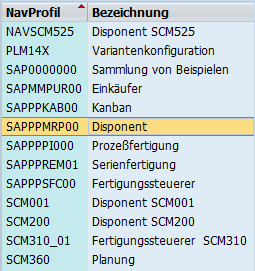 NavProfil Bezeichnung
NAVSCM525 Disponent SCM525
PLM14X Variantenkonfiguration
SAP0000000 Sammlung von Beispielen
SAPMMPUR00 Einkäufer
SAPPPKAB00 Kanban
SAPPPMRP00 Disponent
SAPPPPI000 Prozeßfertigung
SAPPPREM01 Serienfertigung
SAPPPSFC00 Fertigungssteuerer
SCM001 Disponent SCM001
SCM200 Disponent SCM200
SCM310_01 Fertigungssteuerer SCM310
SCM360 Planung